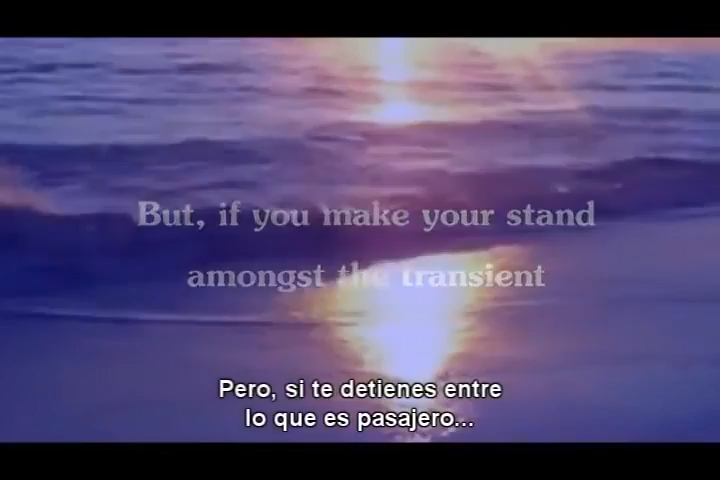 But, if you make your stand
amongst the transient
Pero, si te detienes entre
lo que es pasajero...